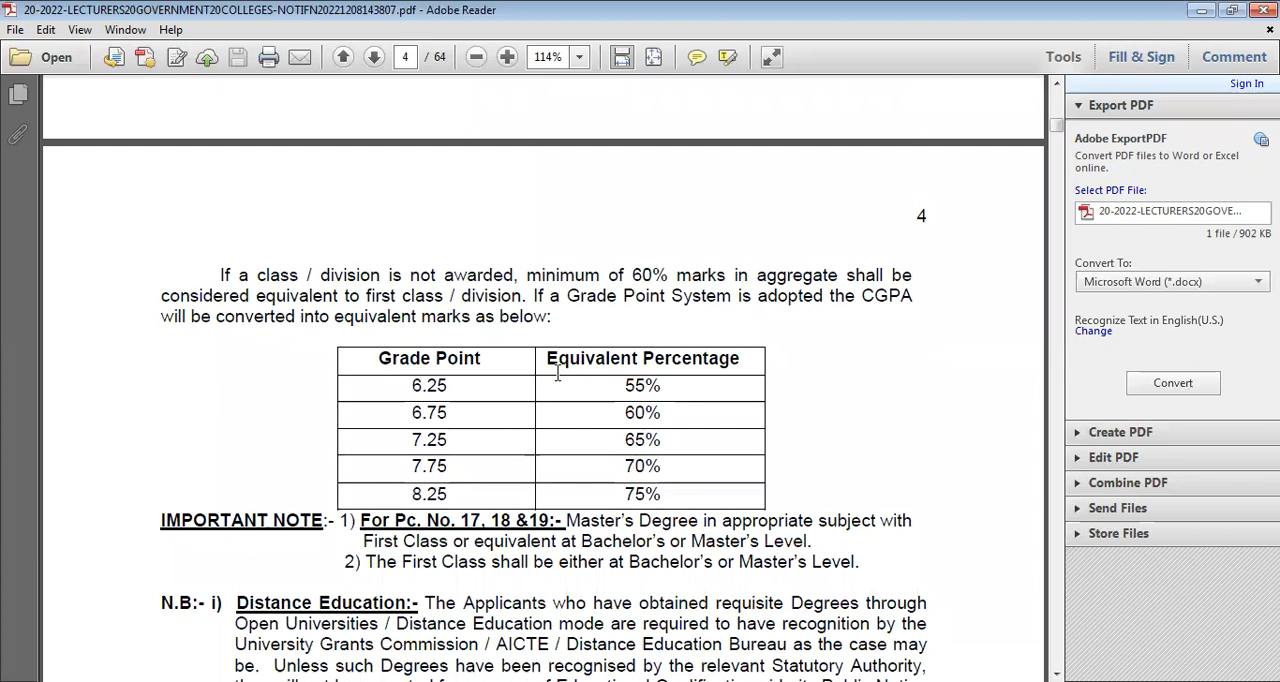 20-2022-LECTURERS20GOVERNMENT20COLLEGES-NOTIFN20221208143807.pdf - Adobe Reader
File Edit View Window Help
Open 4 / 64 114% Tools Fill & Sign Comment
Sign In
Export PDF
Adobe ExportPDF
Convert PDF files to Word or Excel
online.
Select PDF File:
20-2022-LECTURERS20GOVE...
1 file / 902 KB
Convert To:
Microsoft Word (*.docx)
Recognize Text in English(U.S.)
Change
Convert
Create PDF
Edit PDF
Combine PDF
Send Files
Store Files
4
If a class / division is not awarded, minimum of 60% marks in aggregate shall be
considered equivalent to first class / division. If a Grade Point System is adopted the CGPA
will be converted into equivalent marks as below:
Grade Point Equivalent Percentage
6.25 55%
6.75 60%
7.25 65%
7.75 70%
8.25 75%
IMPORTANT NOTE:- 1) For Pc. No. 17, 18 &19:- Master's Degree in appropriate subject with
First Class or equivalent at Bachelor's or Master's Level.
2) The First Class shall be either at Bachelor's or Master's Level.
N.B:- i) Distance Education:- The Applicants who have obtained requisite Degrees through
Open Universities / Distance Education mode are required to have recognition by the
University Grants Commission / AICTE / Distance Education Bureau as the case may
be. Unless such Degrees have been recognised by the relevant Statutory Authority,